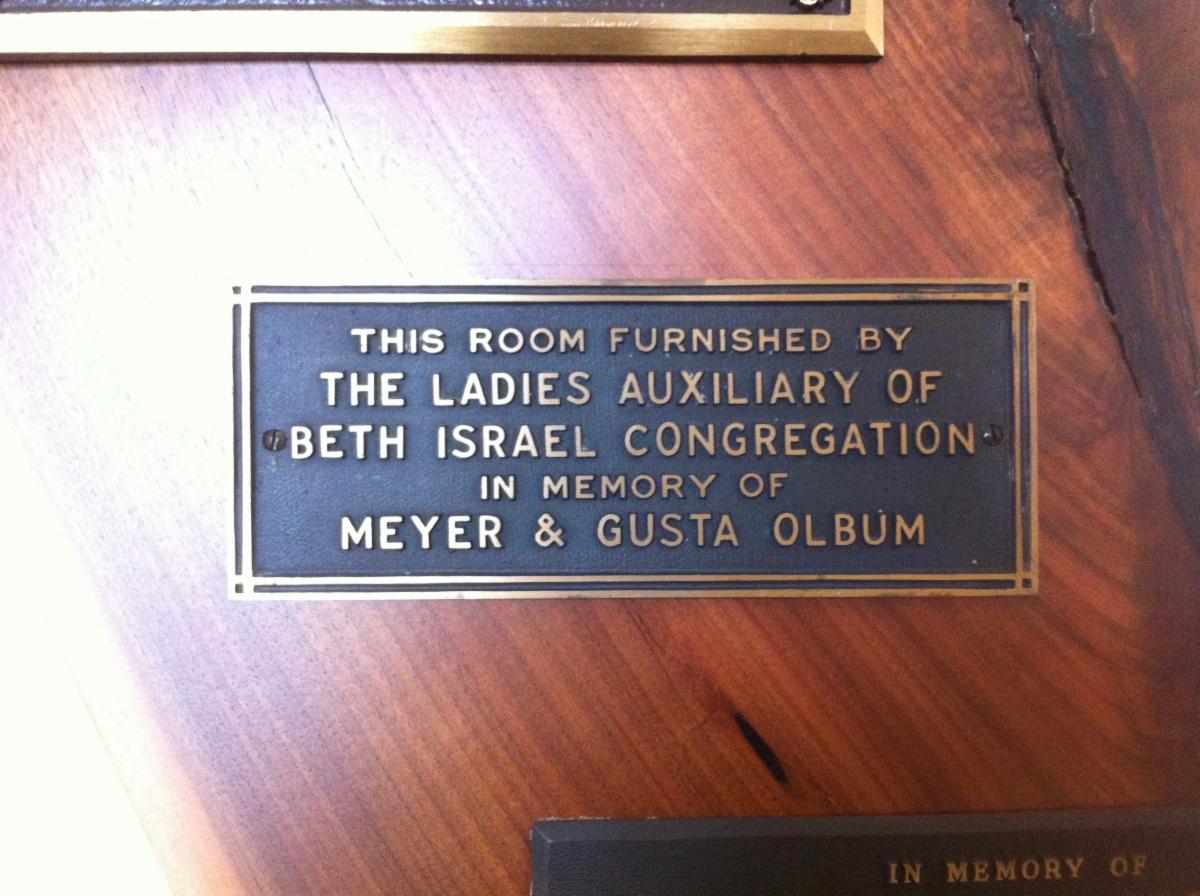 THIS ROOM FURNISHED BY
THE LADIES AUXILIARY OF
BETH ISRAEL CONGREGATION
IN MEMORY OF
MEYER & GUSTA OLBUM
IN MEMORY OF